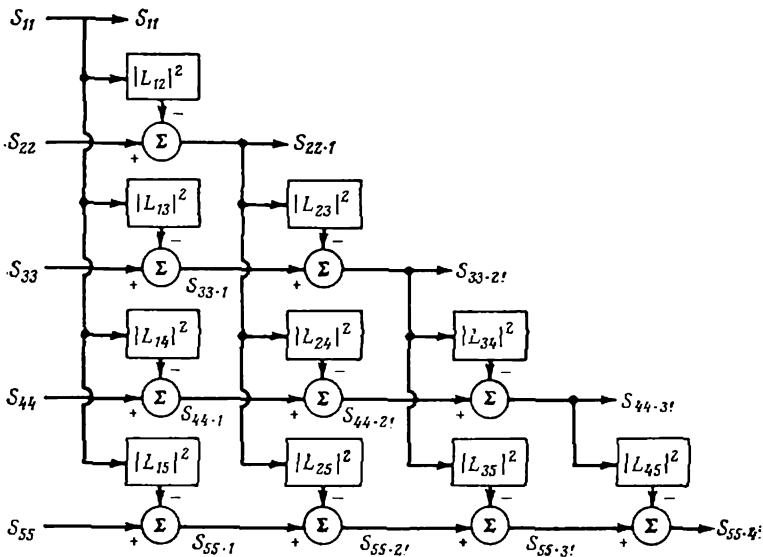 S₁₁ S₁₁
|L₁₂|²
−
S₂₂ + Σ S₂₂.₁
|L₁₃|² |L₂₃|²
− −
S₃₃ + Σ S₃₃.₁ + Σ S₃₃.₂!
|L₁₄|² |L₂₄|² |L₃₄|²
− − −
S₄₄ + Σ S₄₄.₁ + Σ S₄₄.₂! + Σ S₄₄.₃!
|L₁₅|² |L₂₅|² |L₃₅|² |L₄₅|²
− − − −
S₅₅ + Σ S₅₅.₁ + Σ S₅₅.₂! + Σ S₅₅.₃! + Σ S₅₅.₄!